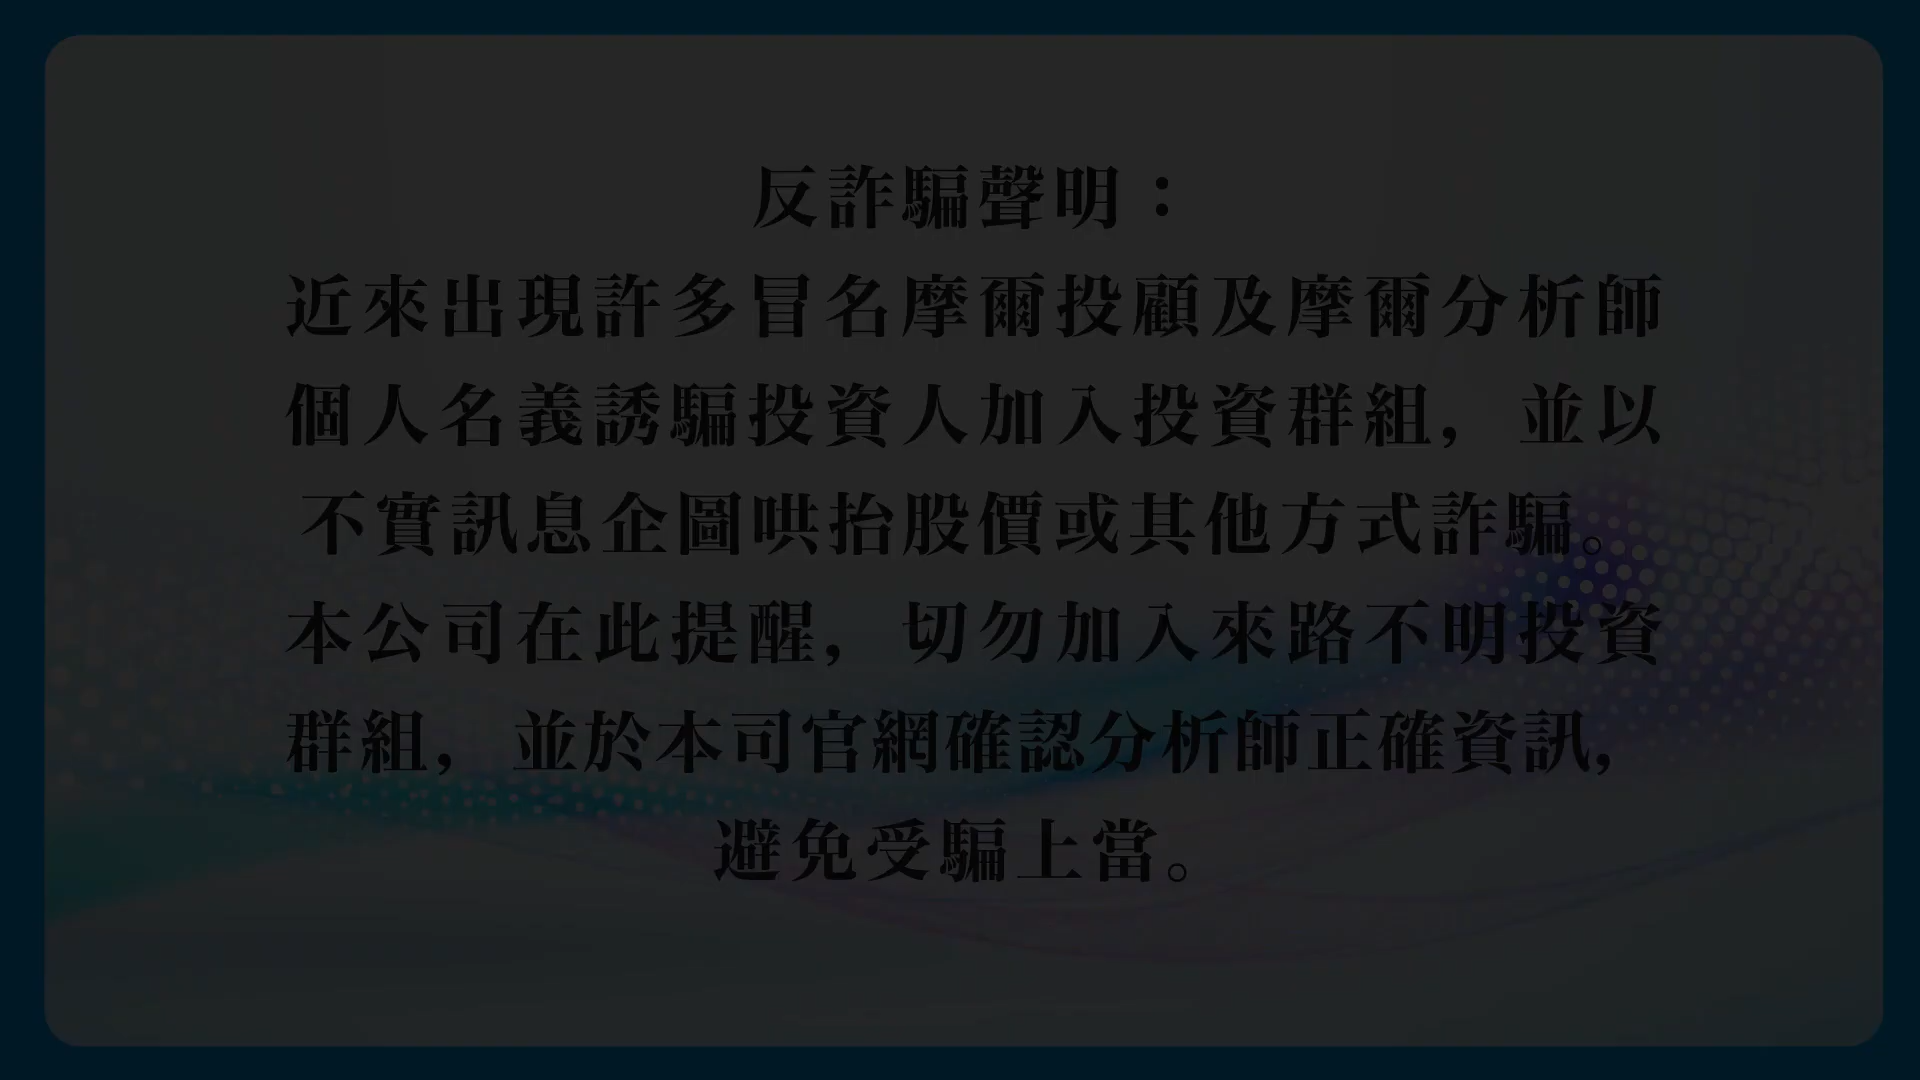 反詐騙聲明：
近來出現許多冒名摩爾投顧及摩爾分析師
個人名義誘騙投資人加入投資群組，並以
不實訊息企圖哄抬股價或其他方式詐騙。
本公司在此提醒，切勿加入來路不明投資
群組，並於本司官網確認分析師正確資訊，
避免受騙上當。